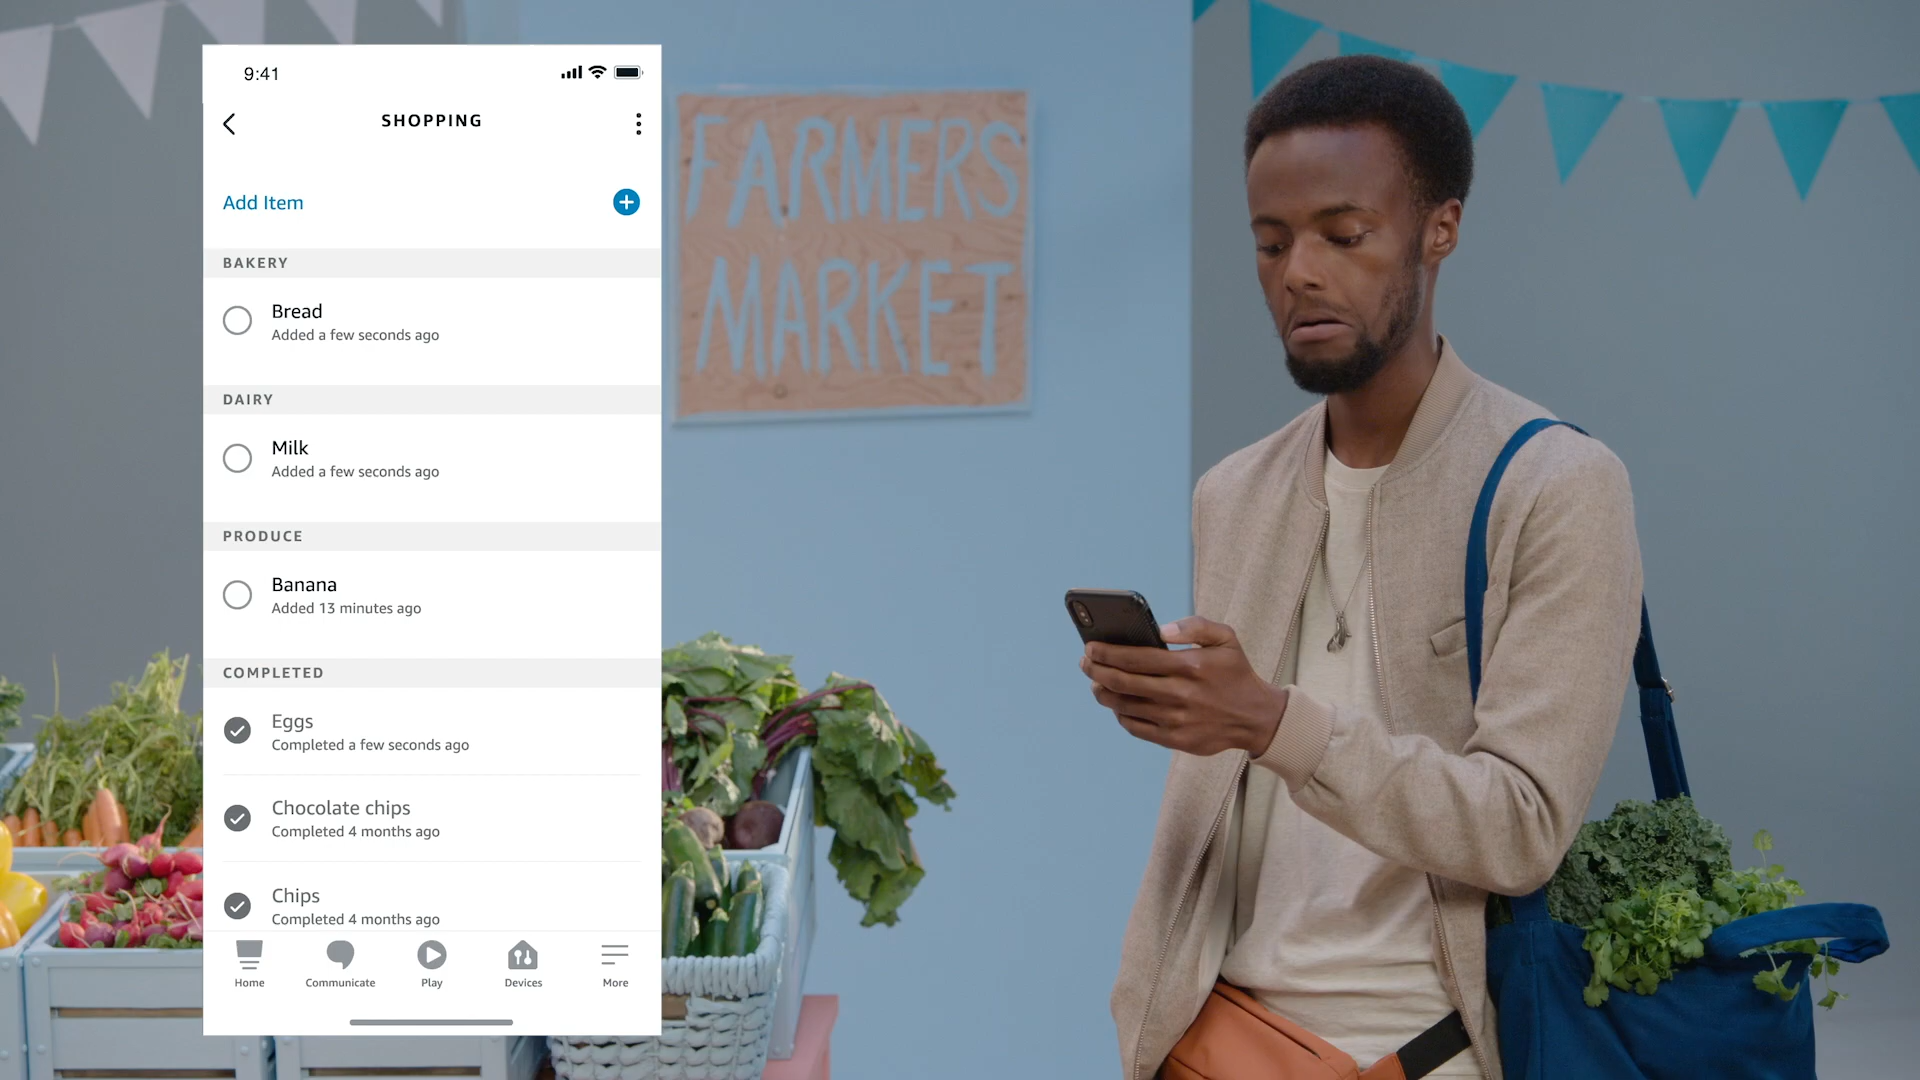 9:41
SHOPPING
Add Item
BAKERY
Bread
Added a few seconds ago
DAIRY
Milk
Added a few seconds ago
PRODUCE
Banana
Added 13 minutes ago
COMPLETED
Eggs
Completed a few seconds ago
Chocolate chips
Completed 4 months ago
Chips
Completed 4 months ago
Home
Communicate
Play
Devices
More
FARMERS
MARKET